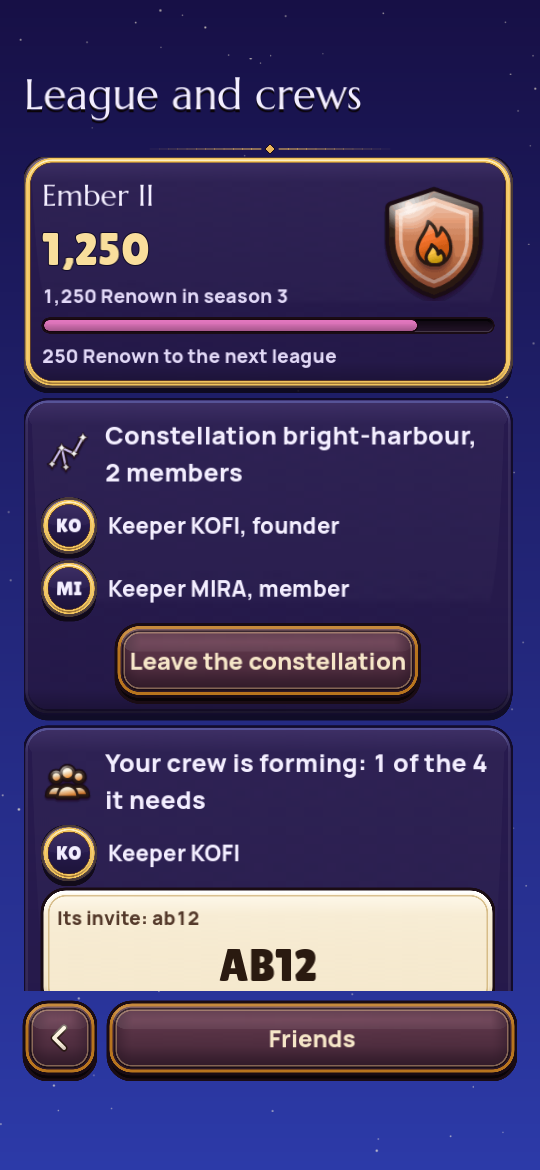 League and crews
Ember II
1,250
1,250 Renown in season 3
250 Renown to the next league
Constellation bright-harbour,
2 members
KO
Keeper KOFI, founder
MI
Keeper MIRA, member
Leave the constellation
Your crew is forming: 1 of the 4
it needs
KO
Keeper KOFI
Its invite: ab12
AB12
Friends